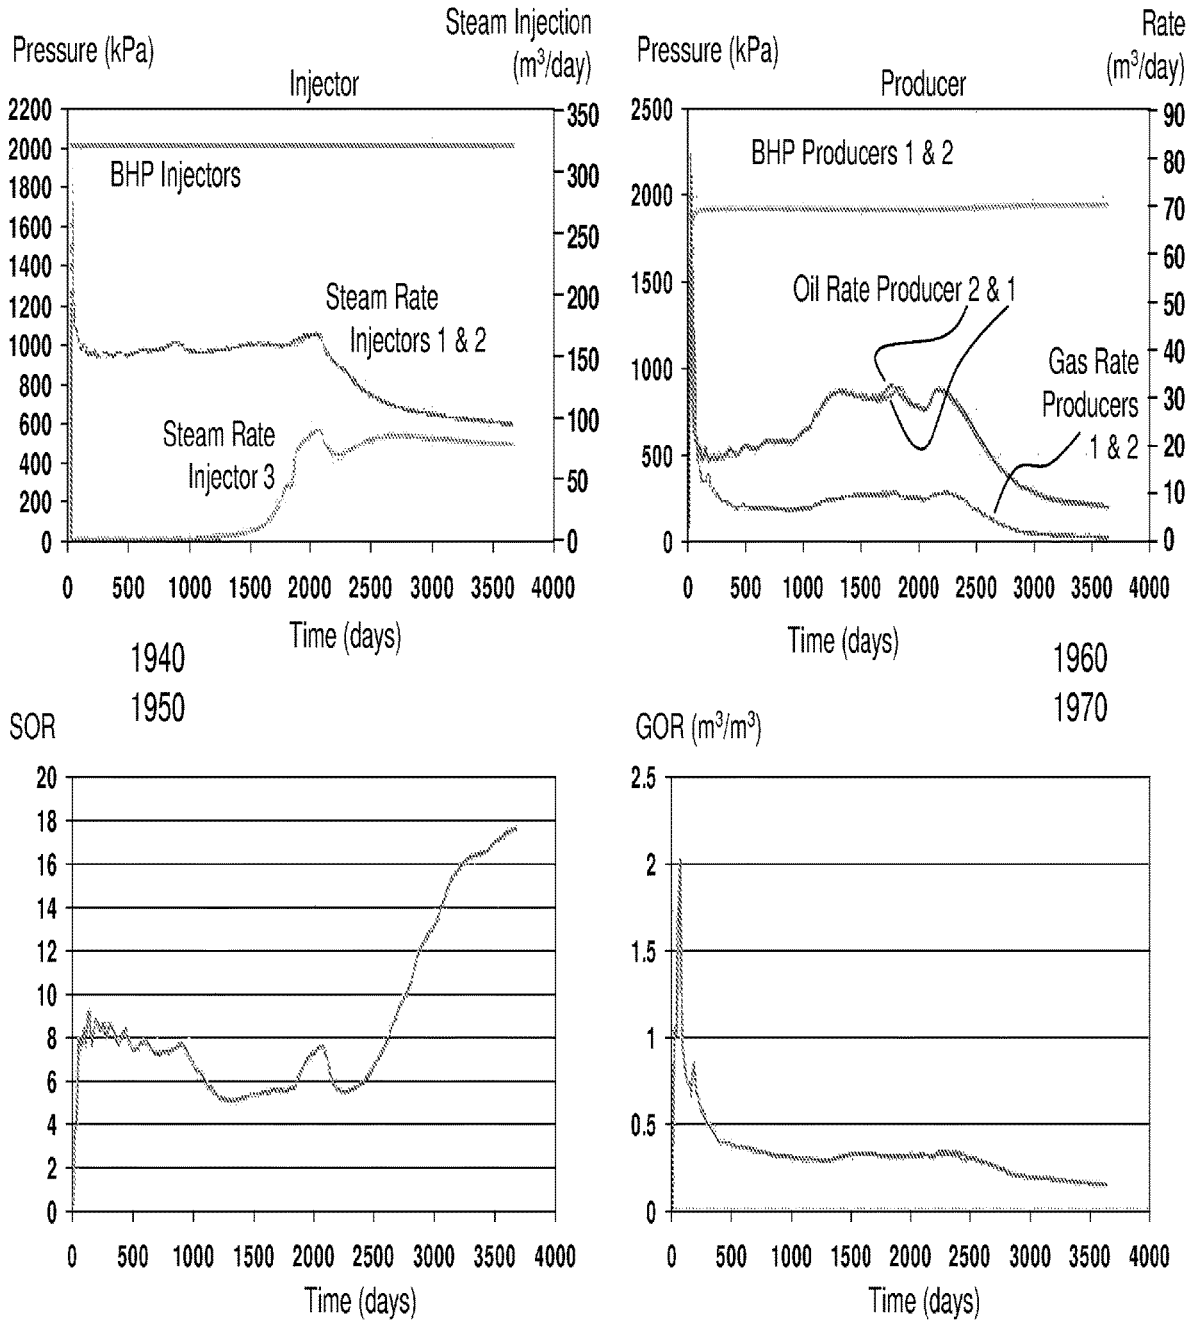 Pressure (kPa)
Steam Injection
(m³/day)
Injector
2200
2000
1800
1600
1400
1200
1000
800
600
400
200
0
350
300
250
200
150
100
50
0
BHP Injectors
Steam Rate
Injectors 1 & 2
Steam Rate
Injector 3
0 500 1000 1500 2000 2500 3000 3500 4000
Time (days)
Pressure (kPa)
Rate
(m³/day)
Producer
2500
2000
1500
1000
500
0
90
80
70
60
50
40
30
20
10
0
BHP Producers 1 & 2
Oil Rate Producer 2 & 1
Gas Rate
Producers
1 & 2
0 500 1000 1500 2000 2500 3000 3500 4000
Time (days)
1940
1950
1960
1970
SOR
20
18
16
14
12
10
8
6
4
2
0
0 500 1000 1500 2000 2500 3000 3500 4000
Time (days)
GOR (m³/m³)
2.5
2
1.5
1
0.5
0
0 500 1000 1500 2000 2500 3000 3500 4000
Time (days)